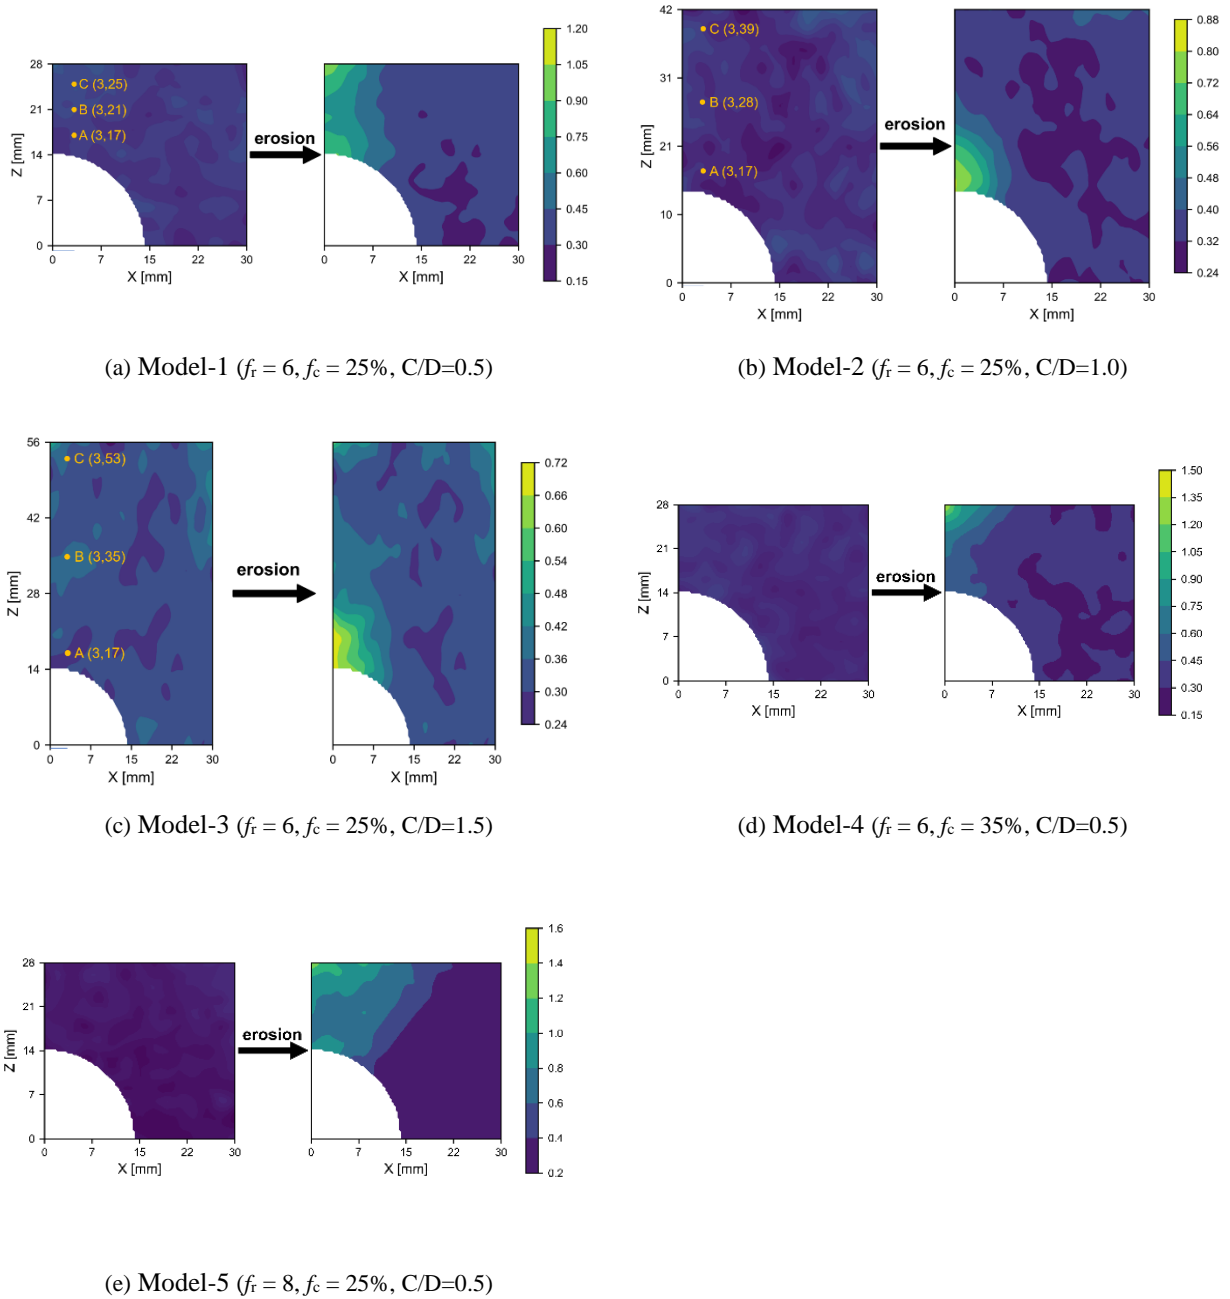 1.20
1.05
0.90
0.75
0.60
0.45
0.30
0.15
28
21
14
7
0
Z [mm]
C (3,25)
B (3,21)
A (3,17)
0 7 15 22 30
X [mm]
erosion
0 7 15 22 30
X [mm]
(a) Model-1 (fr = 6, fc = 25%, C/D=0.5)
42
31
21
10
0
Z [mm]
C (3,39)
B (3,28)
A (3,17)
0 7 15 22 30
X [mm]
erosion
0 7 15 22 30
X [mm]
0.88
0.80
0.72
0.64
0.56
0.48
0.40
0.32
0.24
(b) Model-2 (fr = 6, fc = 25%, C/D=1.0)
56
42
28
14
0
Z [mm]
C (3,53)
B (3,35)
A (3,17)
0 7 15 22 30
X [mm]
erosion
0 7 15 22 30
X [mm]
0.72
0.66
0.60
0.54
0.48
0.42
0.36
0.30
0.24
(c) Model-3 (fr = 6, fc = 25%, C/D=1.5)
28
21
14
7
0
Z [mm]
0 7 15 22 30
X [mm]
erosion
0 7 15 22 30
X [mm]
1.50
1.35
1.20
1.05
0.90
0.75
0.60
0.45
0.30
0.15
(d) Model-4 (fr = 6, fc = 35%, C/D=0.5)
28
21
14
7
0
Z [mm]
0 7 15 22 30
X [mm]
erosion
0 7 15 22 30
X [mm]
1.6
1.4
1.2
1.0
0.8
0.6
0.4
0.2
(e) Model-5 (fr = 8, fc = 25%, C/D=0.5)